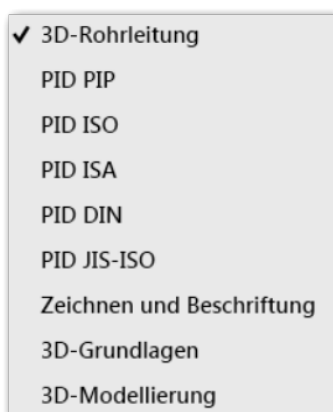 3D-Rohrleitung
PID PIP
PID ISO
PID ISA
PID DIN
PID JIS-ISO
Zeichnen und Beschriftung
3D-Grundlagen
3D-Modellierung